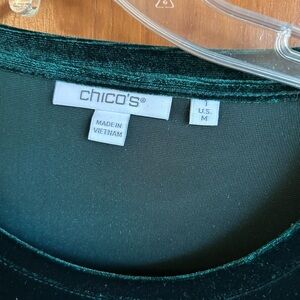 chico's®
MADE IN
VIETNAM
1
U.S.
M